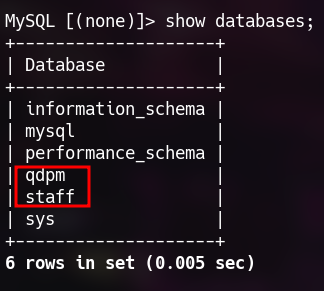 MySQL [(none)]> show databases;
+--------------------+
| Database           |
+--------------------+
| information_schema |
| mysql              |
| performance_schema |
| qdpm               |
| staff              |
| sys                |
+--------------------+
6 rows in set (0.005 sec)